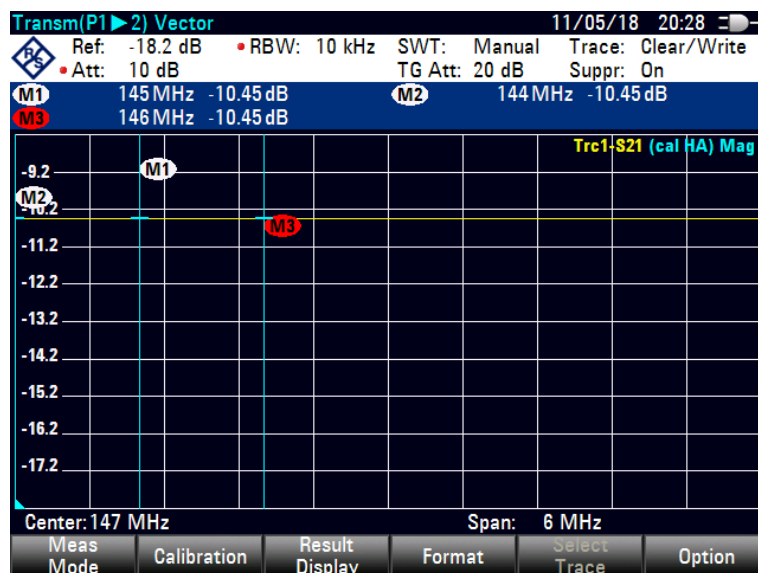 Transm(P1▶2) Vector 11/05/18 20:28
Ref: -18.2 dB • RBW: 10 kHz SWT: Manual Trace: Clear/Write
• Att: 10 dB TG Att: 20 dB Suppr: On
M1 145 MHz -10.45 dB M2 144 MHz -10.45 dB
M3 146 MHz -10.45 dB
Trc1-S21 (cal HA) Mag
-9.2
M1
M2
-10.2
M3
-11.2
-12.2
-13.2
-14.2
-15.2
-16.2
-17.2
Center: 147 MHz Span: 6 MHz
Meas Mode Calibration Result Display Format Select Trace Option